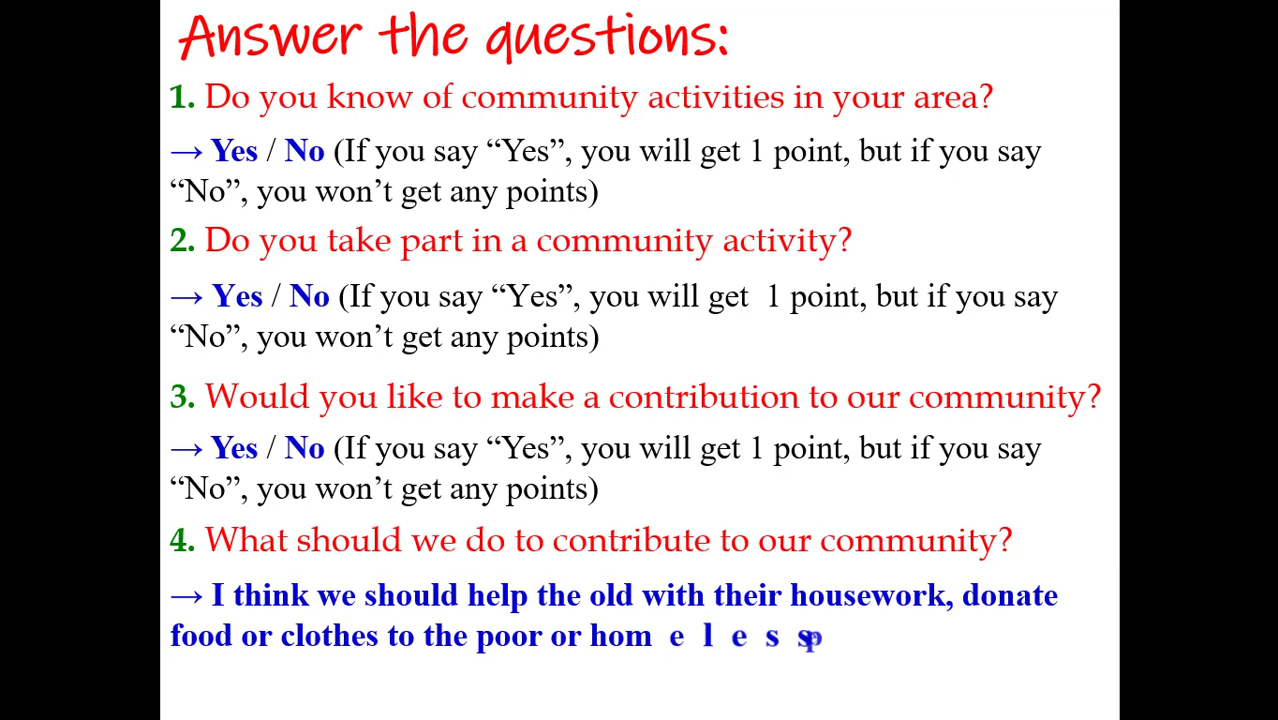 Answer the questions:
1. Do you know of community activities in your area?
→ Yes / No (If you say “Yes”, you will get 1 point, but if you say
“No”, you won’t get any points)
2. Do you take part in a community activity?
→ Yes / No (If you say “Yes”, you will get  1 point, but if you say
“No”, you won’t get any points)
3. Would you like to make a contribution to our community?
→ Yes / No (If you say “Yes”, you will get 1 point, but if you say
“No”, you won’t get any points)
4. What should we do to contribute to our community?
→ I think we should help the old with their housework, donate
food or clothes to the poor or homeless